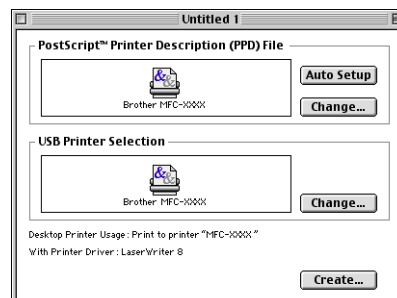 Untitled 1
PostScript™ Printer Description (PPD) File
Auto Setup
Brother MFC-XXXX
Change...
USB Printer Selection
Brother MFC-XXXX
Change...
Desktop Printer Usage: Print to printer "MFC-XXXX"
With Printer Driver: LaserWriter 8
Create...